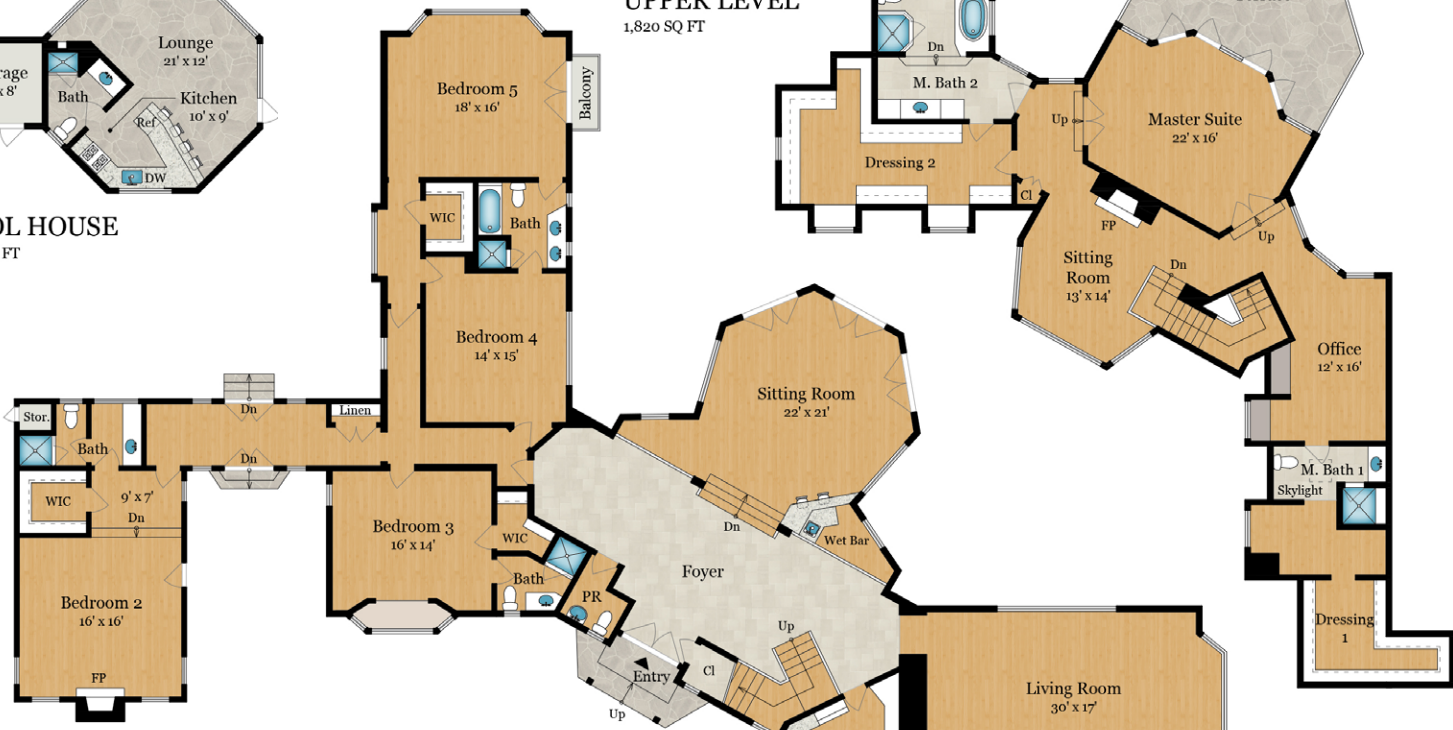 UPPER LEVEL
1,820 SQ FT
Lounge
21' x 12'
Bath
Kitchen
10' x 9'
Ref
DW
rage
x 8'
OL HOUSE
FT
Bedroom 5
18' x 16'
Balcony
WIC
Bath
Bedroom 4
14' x 15'
Linen
Dn
Dn
Stor.
Bath
WIC
9' x 7'
Dn
Bedroom 2
16' x 16'
FP
Bedroom 3
16' x 14'
WIC
Bath
PR
Sitting Room
22' x 21'
Dn
Wet Bar
Foyer
Up
Cl
Entry
Up
Living Room
30' x 17'
Dn
M. Bath 2
Dressing 2
Up
Cl
Master Suite
22' x 16'
FP
Up
Sitting
Room
13' x 14'
Dn
Office
12' x 16'
M. Bath 1
Skylight
Dressing
1